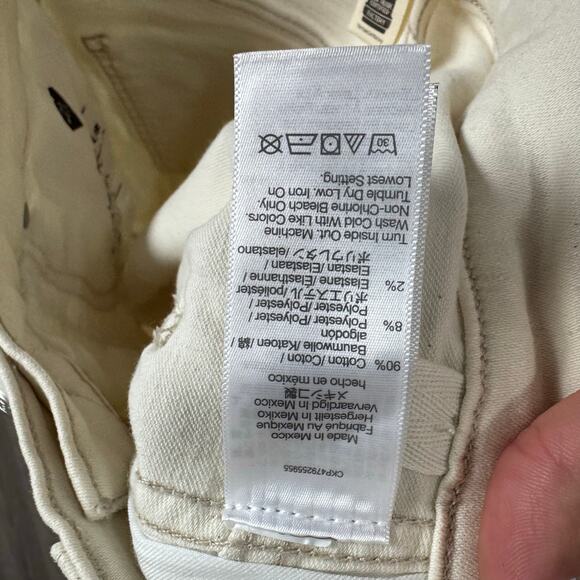 CKP479255955
Made In Mexico
Fabriqué Au Mexique
Hergestellt In Mexiko
Vervaardigd In Mexico
メキシコ製
hecho en méxico
90% Cotton /Coton /
Baumwolle /Katoen /綿/
algodón
8% Polyester /Polyester /
Polyester /Polyester /
ポリエステル /poliéster
2% Elastane /Elasthanne /
Elastan /Elastaan /
ポリウレタン /elastano
Turn Inside Out. Machine
Wash Cold With Like Colors.
Non-Chlorine Bleach Only.
Tumble Dry Low. Iron On
Lowest Setting.
30
FACTORY